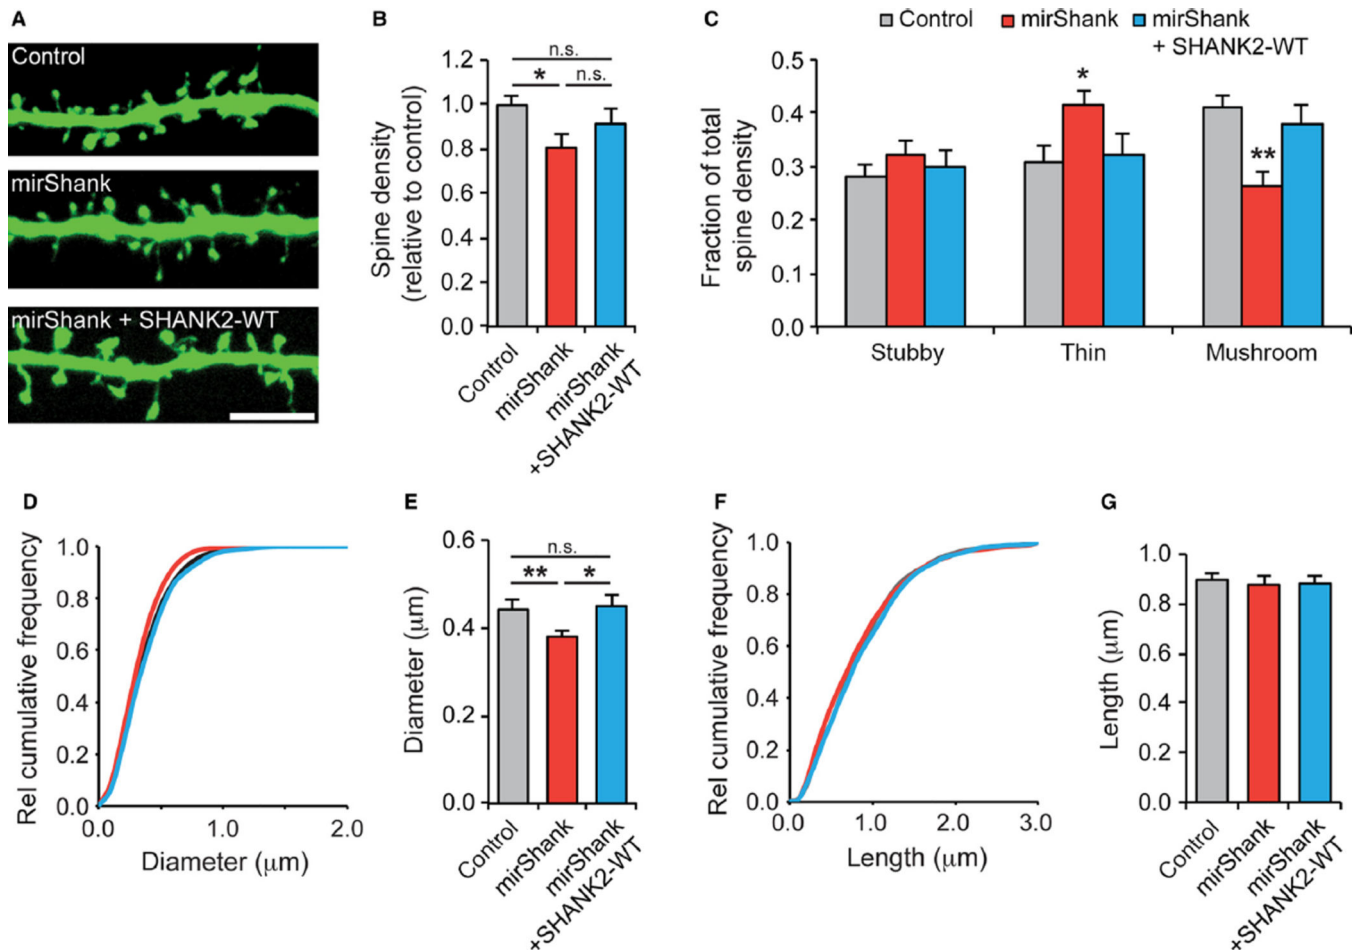 A
Control
mirShank
mirShank + SHANK2-WT
B
n.s.
* n.s.
1.2
1.0
0.8
0.6
0.4
0.2
0.0
Spine density
(relative to control)
Control
mirShank
mirShank
+SHANK2-WT
C
Control mirShank mirShank
+ SHANK2-WT
0.5
0.4
0.3
0.2
0.1
0.0
Fraction of total
spine density
*
**
Stubby Thin Mushroom
D
1.0
0.8
0.6
0.4
0.2
0.0
Rel cumulative frequency
0.0 1.0 2.0
Diameter (μm)
E
0.6
0.4
0.2
0.0
Diameter (μm)
n.s.
** *
Control
mirShank
mirShank
+SHANK2-WT
F
1.0
0.8
0.6
0.4
0.2
0.0
Rel cumulative frequency
0.0 1.0 2.0 3.0
Length (μm)
G
1.0
0.8
0.6
0.4
0.2
0.0
Length (μm)
Control
mirShank
mirShank
+SHANK2-WT